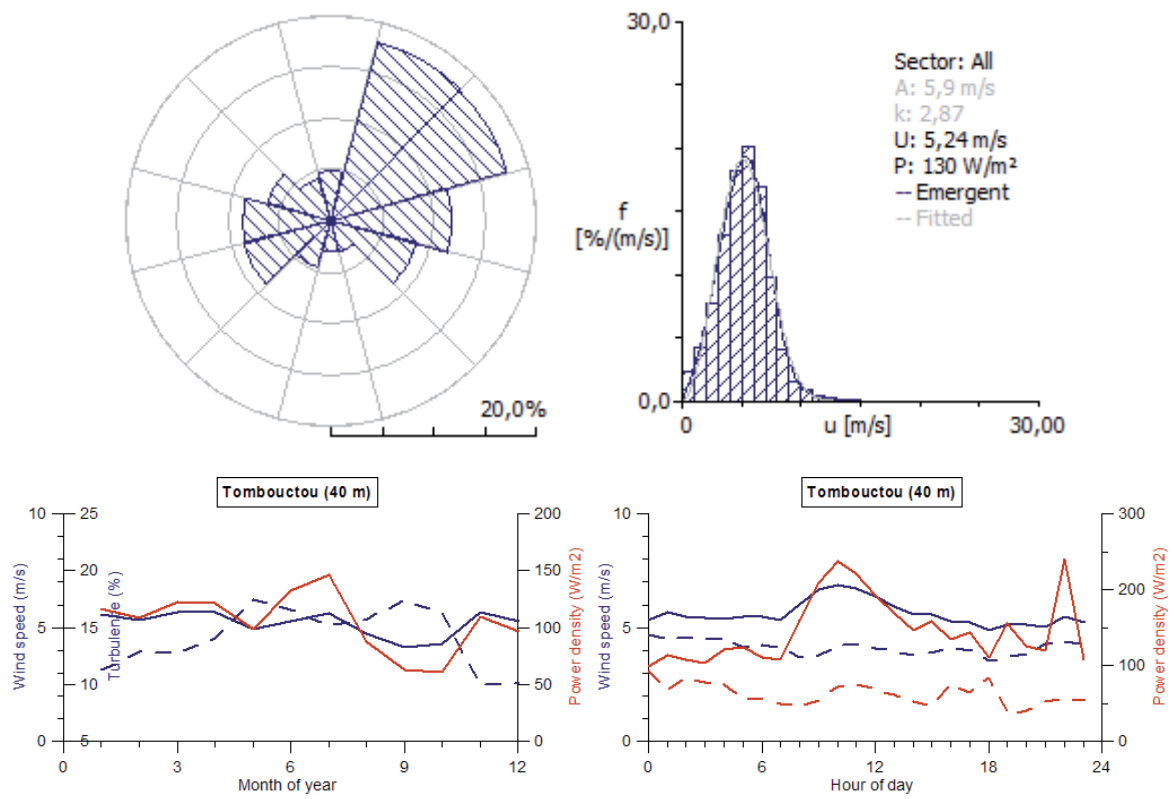 20,0%
30,0
f
[%/(m/s)]
0,0
0
u [m/s]
30,00
Sector: All
A: 5,9 m/s
k: 2,87
U: 5,24 m/s
P: 130 W/m²
Emergent
Fitted
Tombouctou (40 m)
10
5
0
Wind speed (m/s)
25
20
15
10
5
Turbulence (%)
200
150
100
50
0
Power density (W/m2)
0
3
6
9
12
Month of year
Tombouctou (40 m)
10
5
0
Wind speed (m/s)
300
200
100
0
Power density (W/m2)
0
6
12
18
24
Hour of day